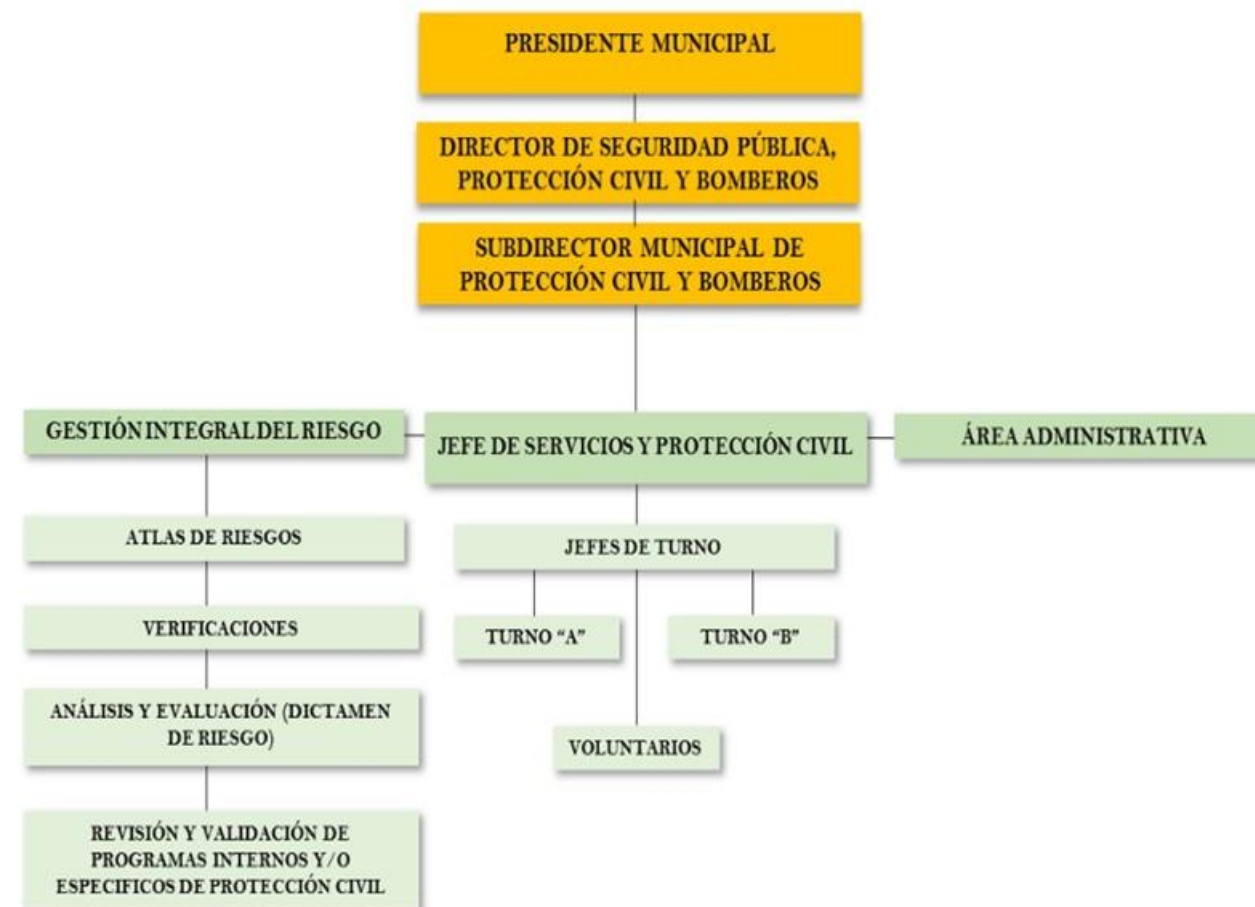 PRESIDENTE MUNICIPAL
DIRECTOR DE SEGURIDAD PÚBLICA,
PROTECCIÓN CIVIL Y BOMBEROS
SUBDIRECTOR MUNICIPAL DE
PROTECCIÓN CIVIL Y BOMBEROS
GESTIÓN INTEGRAL DEL RIESGO
JEFE DE SERVICIOS Y PROTECCIÓN CIVIL
ÁREA ADMINISTRATIVA
ATLAS DE RIESGOS
VERIFICACIONES
ANÁLISIS Y EVALUACIÓN (DICTAMEN
DE RIESGO)
REVISIÓN Y VALIDACIÓN DE
PROGRAMAS INTERNOS Y/O
ESPECIFICOS DE PROTECCIÓN CIVIL
JEFES DE TURNO
TURNO “A”
TURNO “B”
VOLUNTARIOS